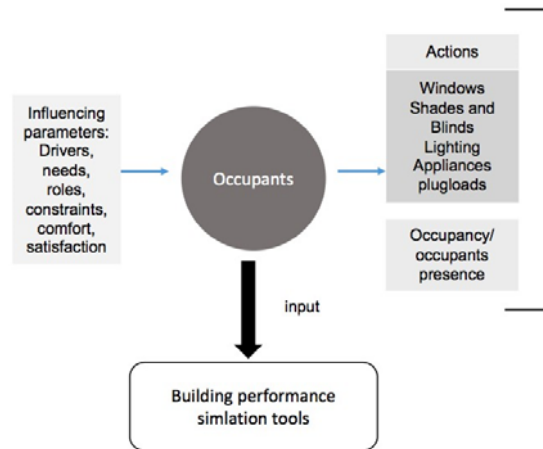 Influencing
parameters:
Drivers,
needs,
roles,
constraints,
comfort,
satisfaction
Occupants
Actions
Windows
Shades and
Blinds
Lighting
Appliances
plugloads
Occupancy/
occupants
presence
input
Building performance
simlation tools